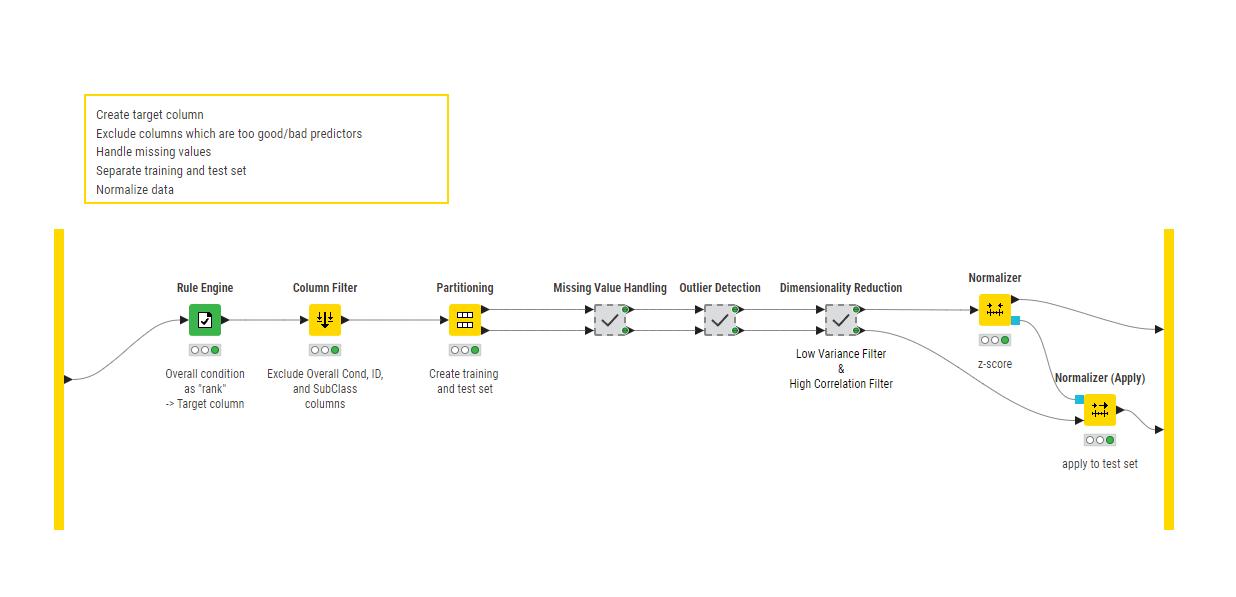 Create target column
Exclude columns which are too good/bad predictors
Handle missing values
Separate training and test set
Normalize data
Rule Engine
Overall condition
as "rank"
-> Target column
Column Filter
Exclude Overall Cond, ID,
and SubClass
columns
Partitioning
Create training
and test set
Missing Value Handling
Outlier Detection
Dimensionality Reduction
Low Variance Filter
&
High Correlation Filter
Normalizer
z-score
Normalizer (Apply)
apply to test set